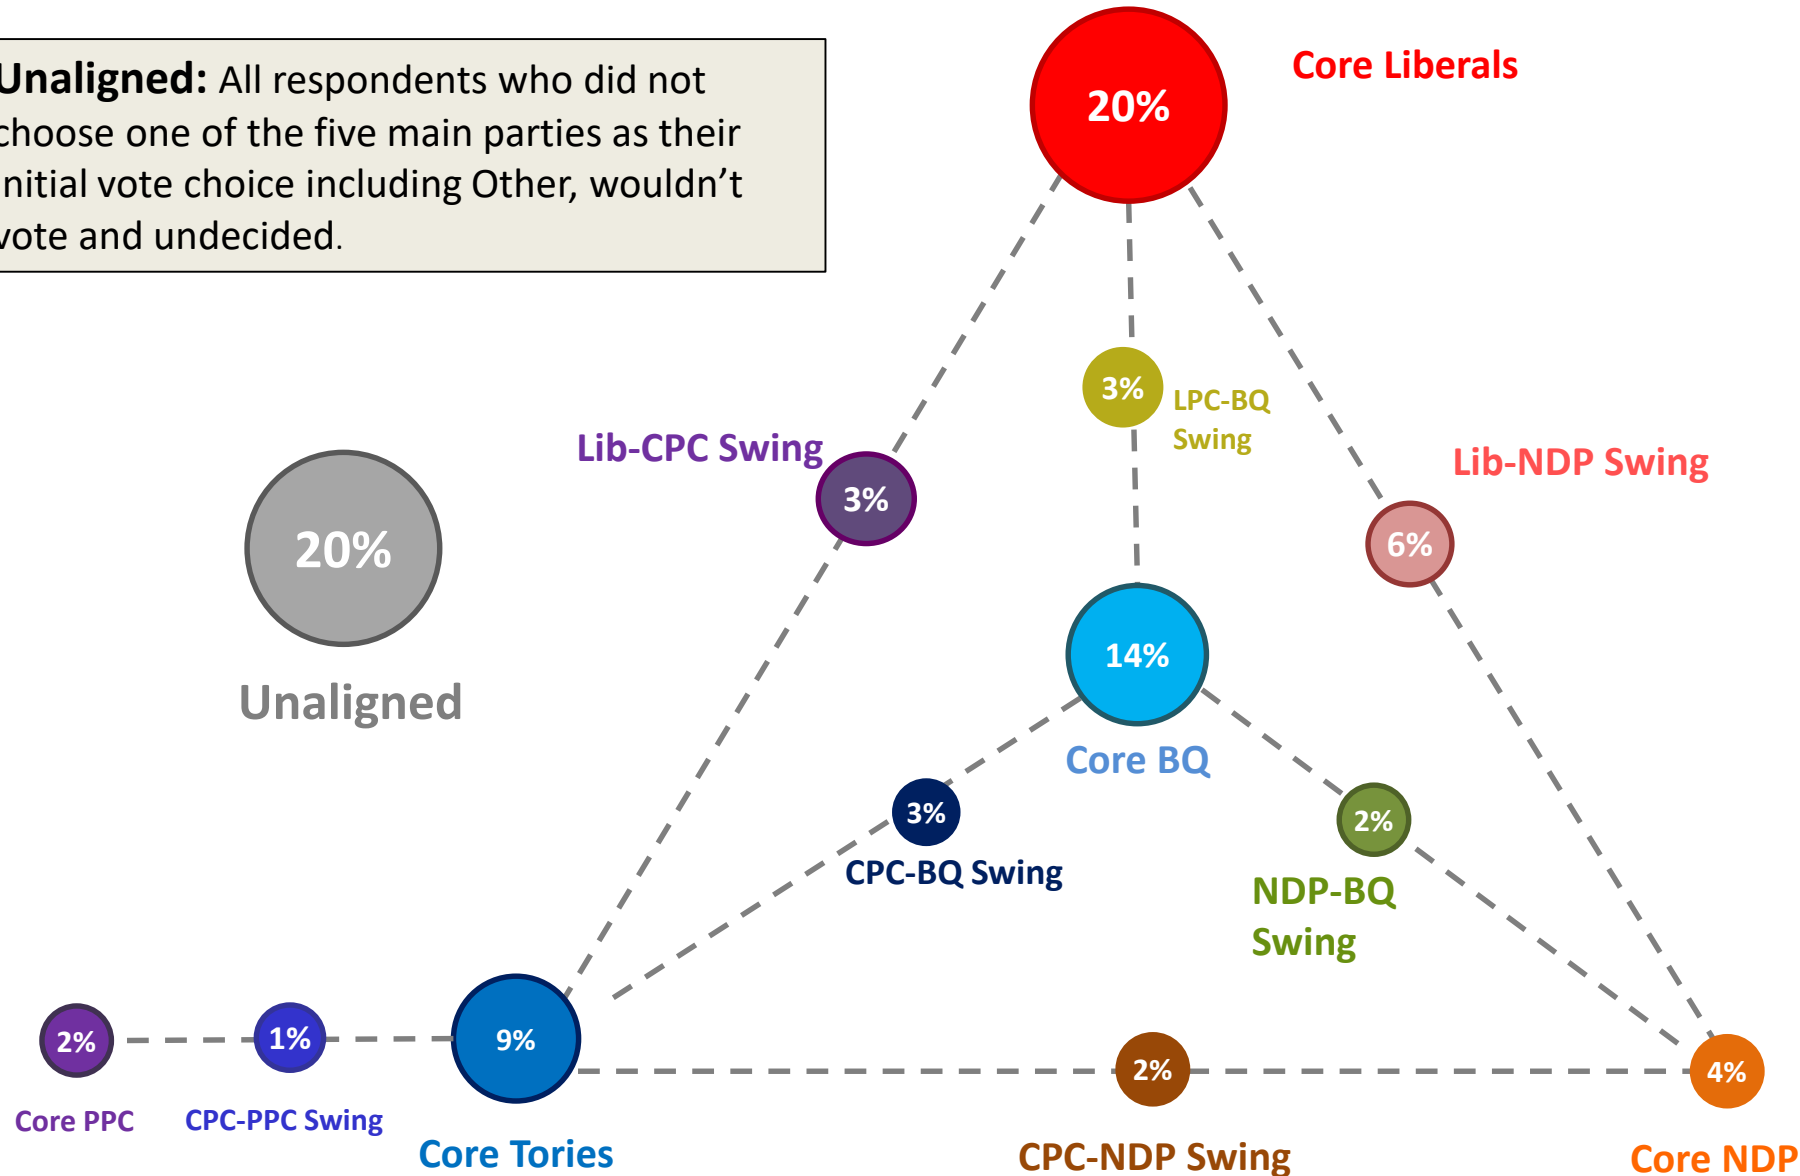 Unaligned: All respondents who did not
choose one of the five main parties as their
initial vote choice including Other, wouldn't
vote and undecided.
Core Liberals
20%
3%
LPC-BQ
Swing
Lib-CPC Swing
3%
Lib-NDP Swing
6%
20%
Unaligned
14%
Core BQ
3%
CPC-BQ Swing
2%
NDP-BQ
Swing
2%
Core PPC
1%
CPC-PPC Swing
9%
Core Tories
2%
CPC-NDP Swing
4%
Core NDP